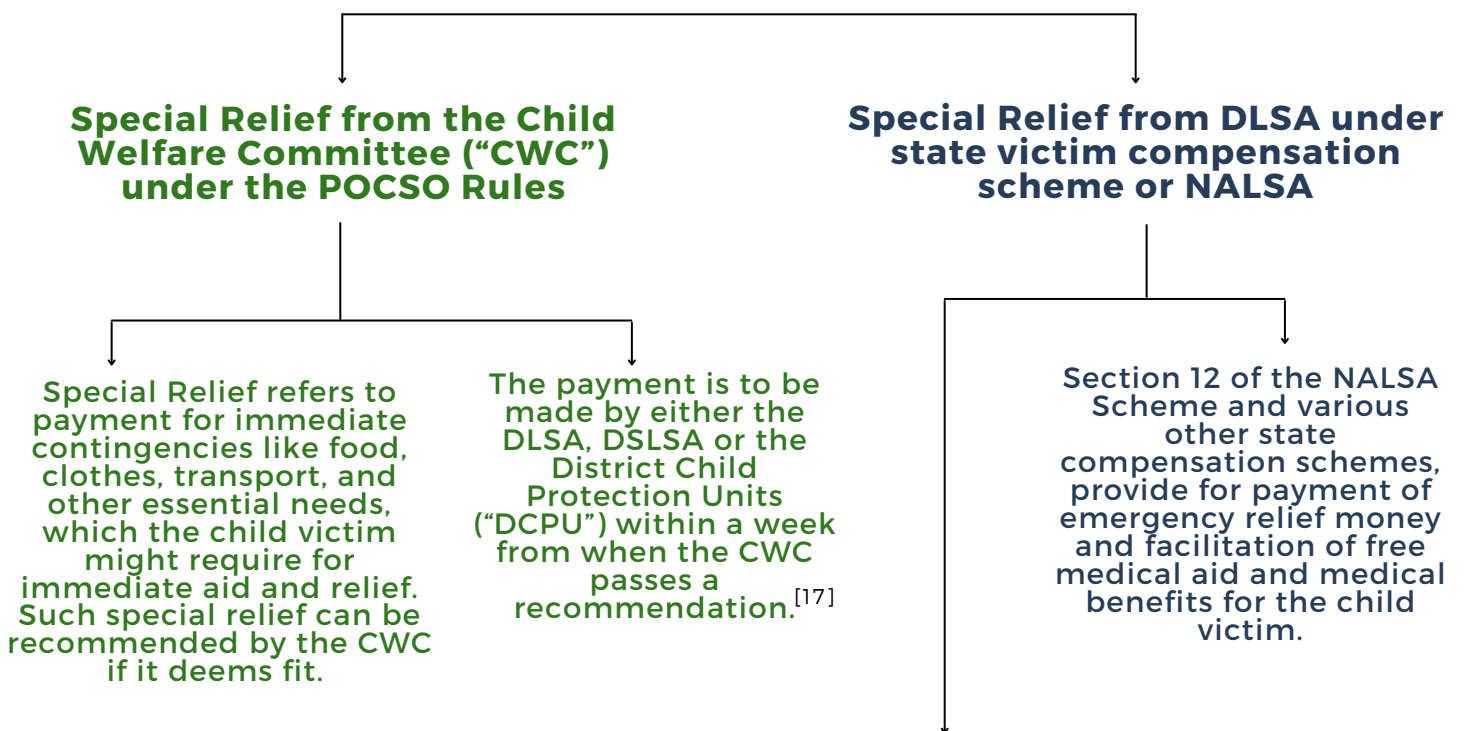 Special Relief from the Child
Welfare Committee (“CWC”)
under the POCSO Rules
Special Relief from DLSA under
state victim compensation
scheme or NALSA
Special Relief refers to
payment for immediate
contingencies like food,
clothes, transport, and
other essential needs,
which the child victim
might require for
immediate aid and relief.
Such special relief can be
recommended by the CWC
if it deems fit.
The payment is to be
made by either the
DLSA, DSLSA or the
District Child
Protection Units
(“DCPU”) within a week
from when the CWC
passes a
recommendation.[17]
Section 12 of the NALSA
Scheme and various
other state
compensation schemes,
provide for payment of
emergency relief money
and facilitation of free
medical aid and medical
benefits for the child
victim.